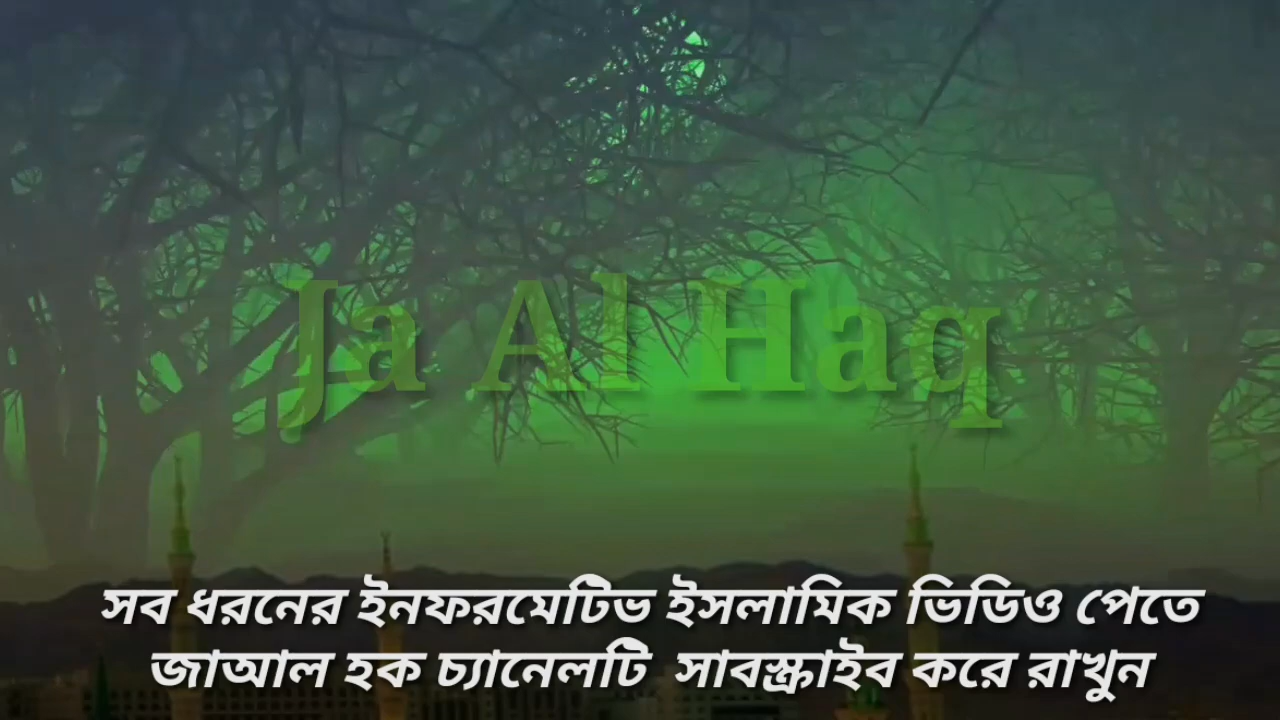 Ja Al Haq
সব ধরনের ইনফরমেটিভ ইসলামিক ভিডিও পেতে
জাআল হক চ্যানেলটি সাবস্ক্রাইব করে রাখুন